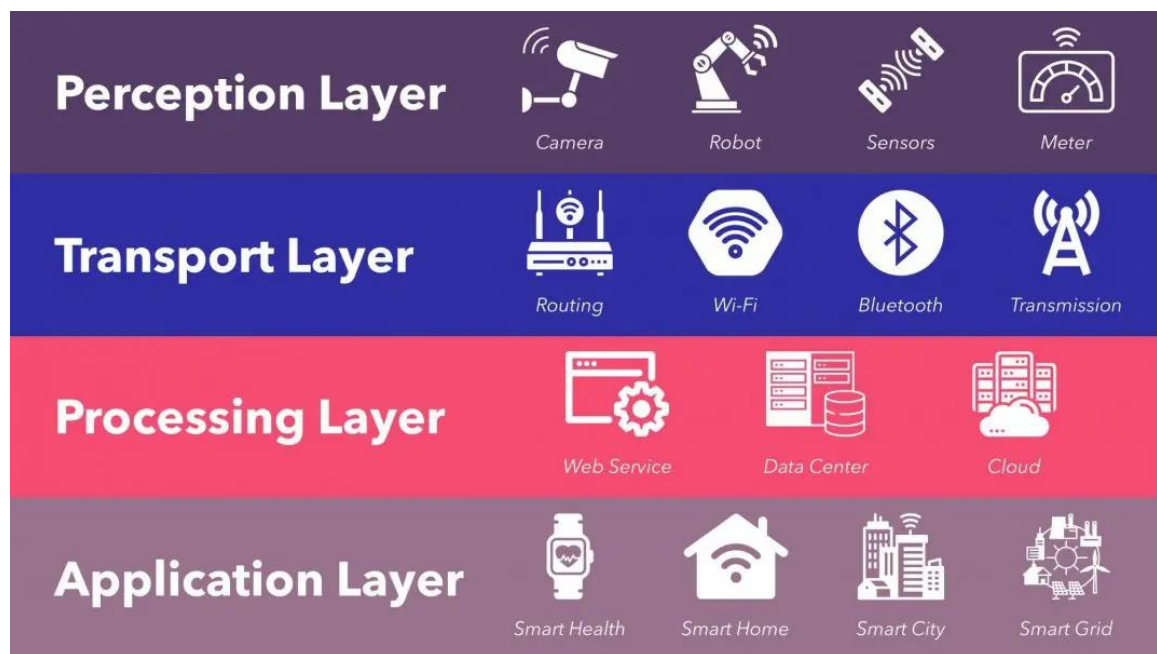 Perception Layer
Camera
Robot
Sensors
Meter
Transport Layer
Routing
Wi-Fi
Bluetooth
Transmission
Processing Layer
Web Service
Data Center
Cloud
Application Layer
Smart Health
Smart Home
Smart City
Smart Grid